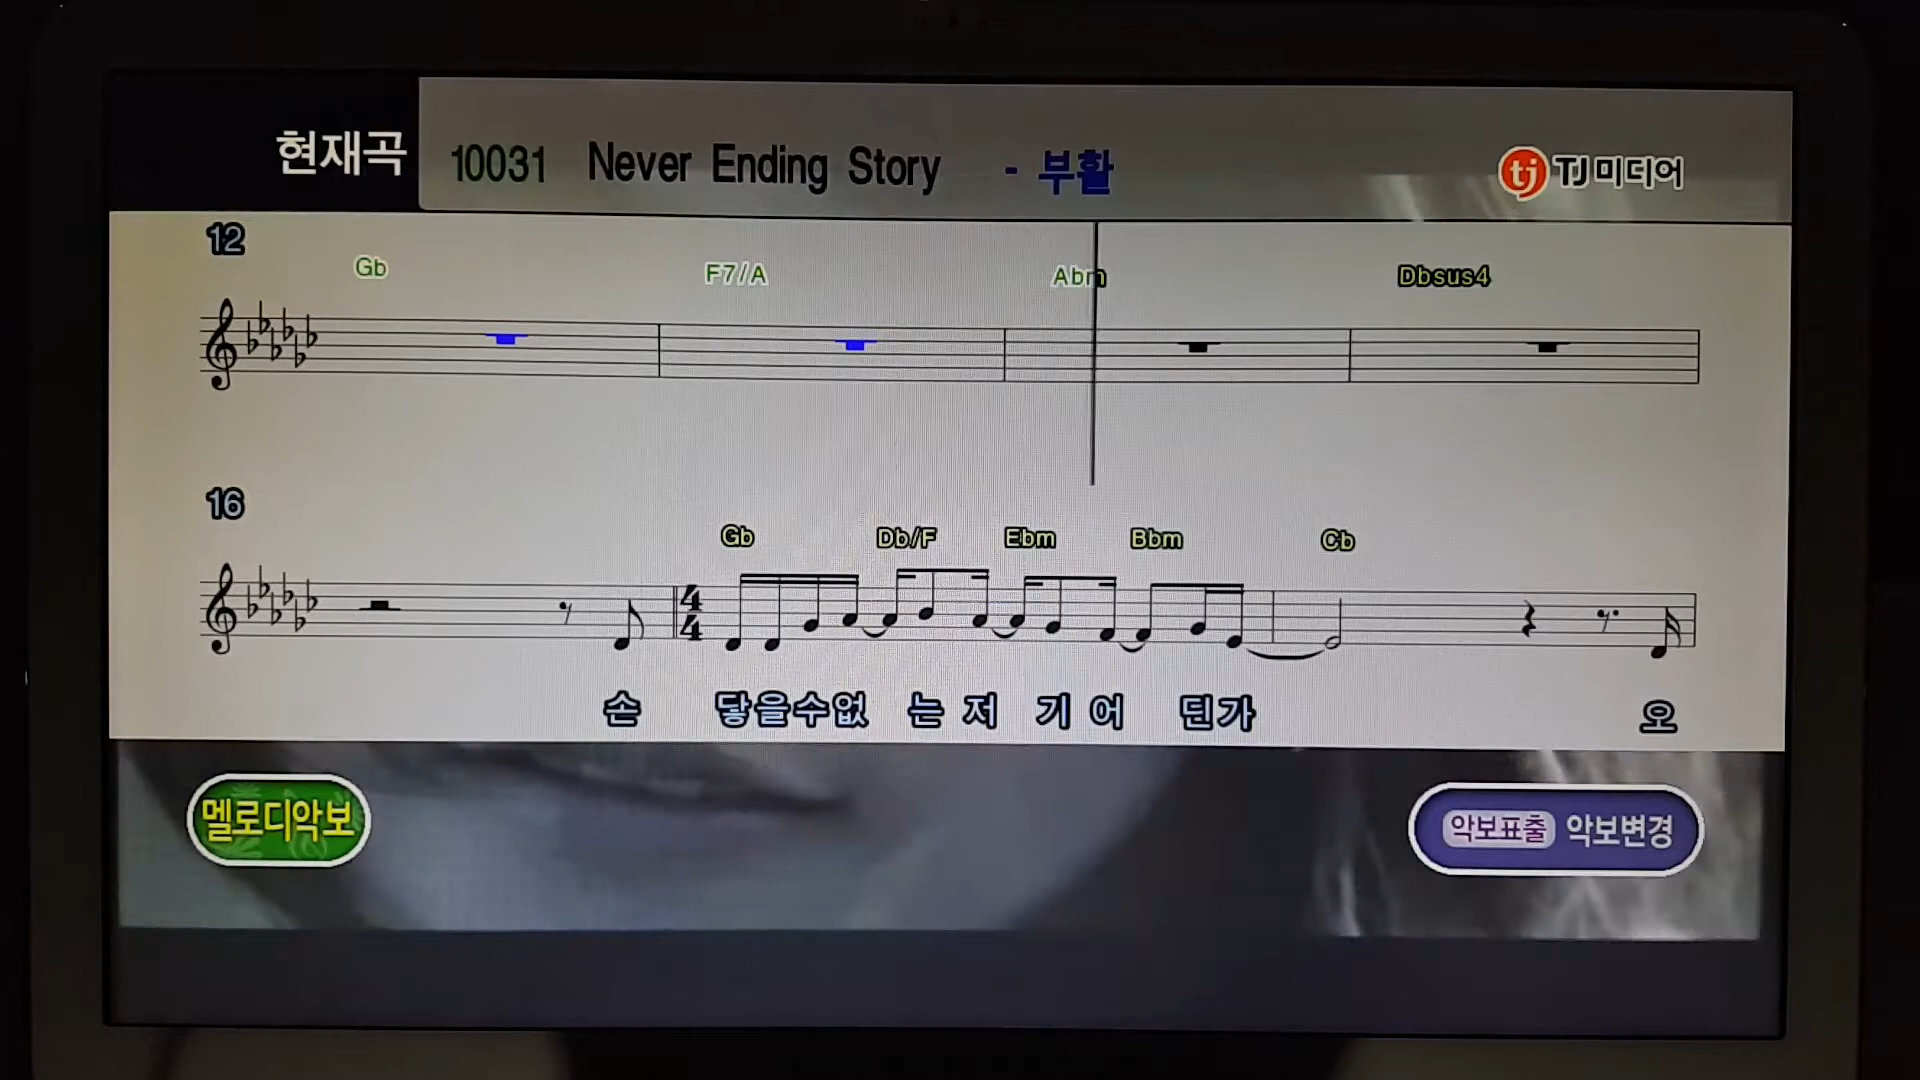 현재곡 10031 Never Ending Story - 부활 tj TJ미디어
12
Gb F7/A Abm Dbsus4
16
Gb Db/F Ebm Bbm Cb
4
4
손 닿을수없 는 저 기 어 딘가 오
멜로디악보 악보표출 악보변경